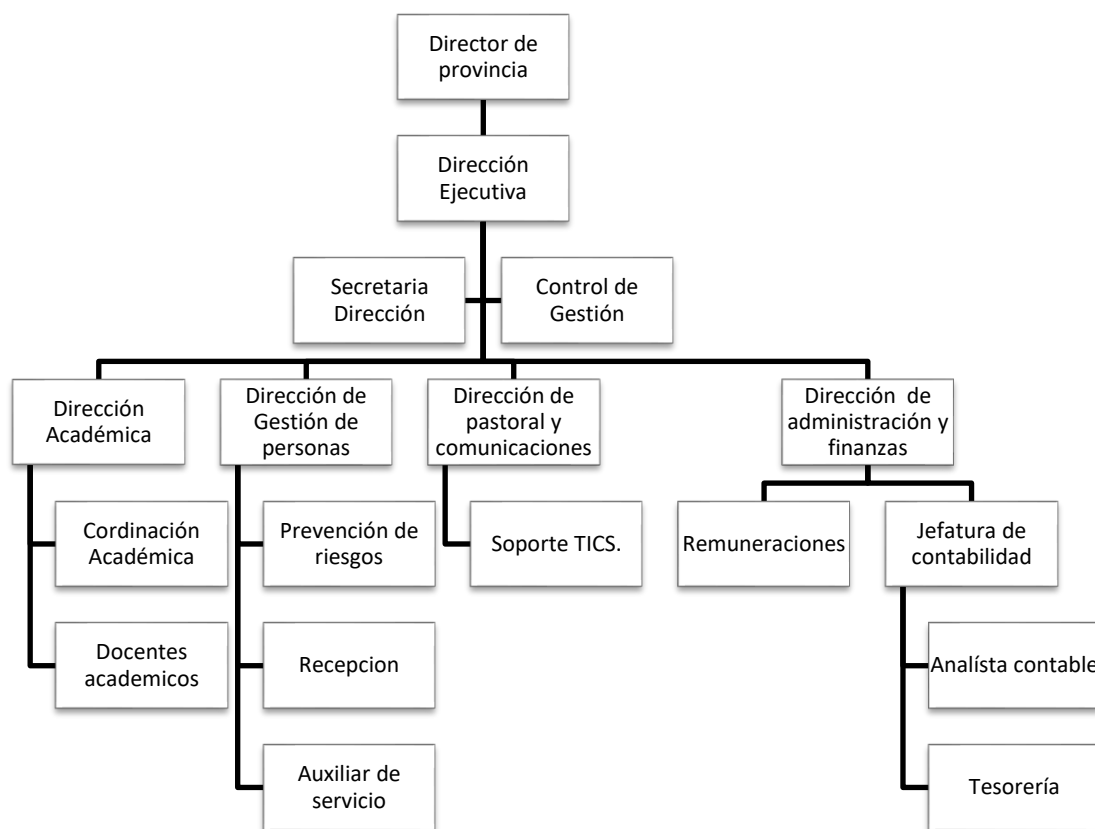 Director de
provincia
Dirección
Ejecutiva
Secretaria
Dirección
Control de
Gestión
Dirección
Académica
Dirección de
Gestión de
personas
Dirección de
pastoral y
comunicaciones
Dirección de
administración y
finanzas
Cordinación
Académica
Prevención de
riesgos
Soporte TICS.
Remuneraciones
Jefatura de
contabilidad
Docentes
academicos
Recepcion
Analísta contable
Auxiliar de
servicio
Tesorería